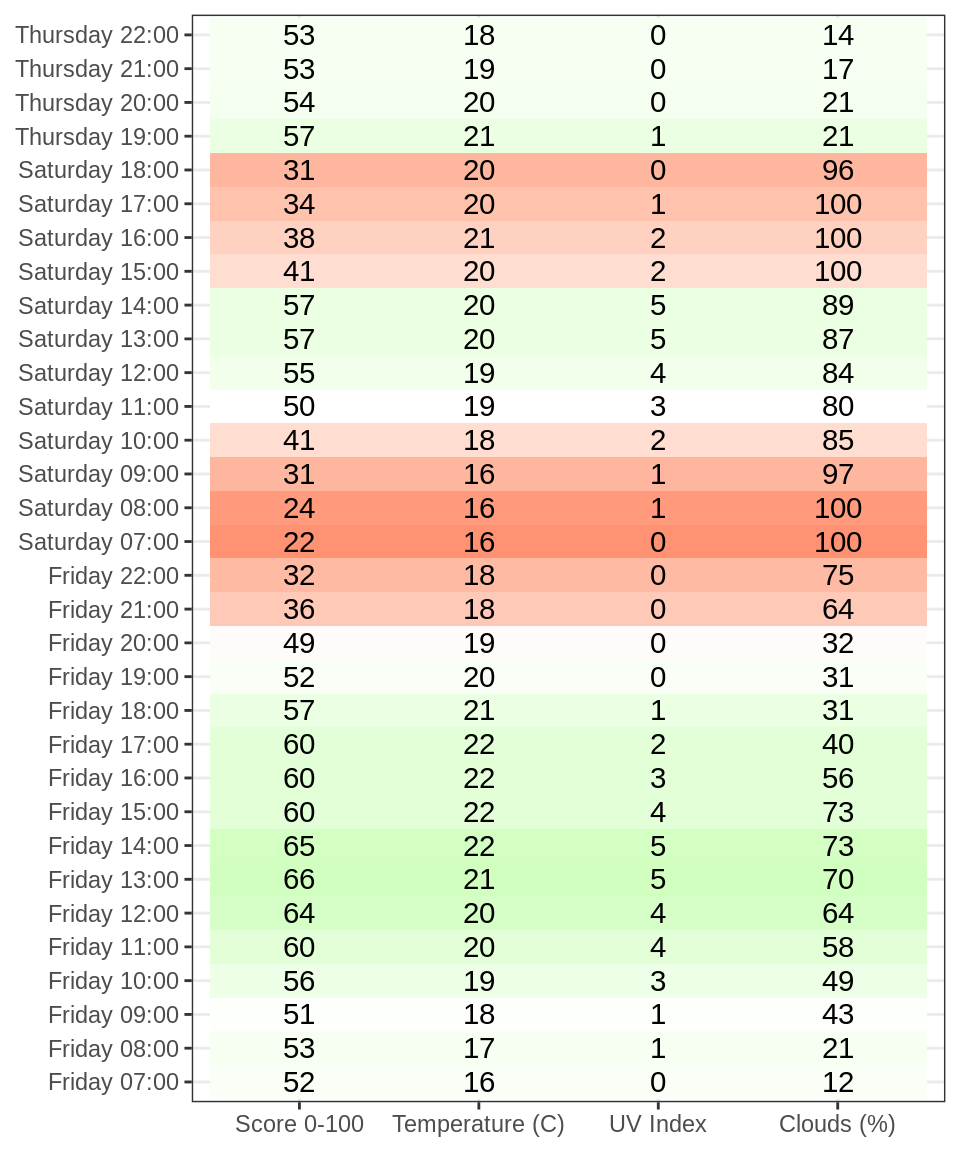 Thursday 22:00 53 18 0 14
Thursday 21:00 53 19 0 17
Thursday 20:00 54 20 0 21
Thursday 19:00 57 21 1 21
Saturday 18:00 31 20 0 96
Saturday 17:00 34 20 1 100
Saturday 16:00 38 21 2 100
Saturday 15:00 41 20 2 100
Saturday 14:00 57 20 5 89
Saturday 13:00 57 20 5 87
Saturday 12:00 55 19 4 84
Saturday 11:00 50 19 3 80
Saturday 10:00 41 18 2 85
Saturday 09:00 31 16 1 97
Saturday 08:00 24 16 1 100
Saturday 07:00 22 16 0 100
Friday 22:00 32 18 0 75
Friday 21:00 36 18 0 64
Friday 20:00 49 19 0 32
Friday 19:00 52 20 0 31
Friday 18:00 57 21 1 31
Friday 17:00 60 22 2 40
Friday 16:00 60 22 3 56
Friday 15:00 60 22 4 73
Friday 14:00 65 22 5 73
Friday 13:00 66 21 5 70
Friday 12:00 64 20 4 64
Friday 11:00 60 20 4 58
Friday 10:00 56 19 3 49
Friday 09:00 51 18 1 43
Friday 08:00 53 17 1 21
Friday 07:00 52 16 0 12
Score 0-100 Temperature (C) UV Index Clouds (%)